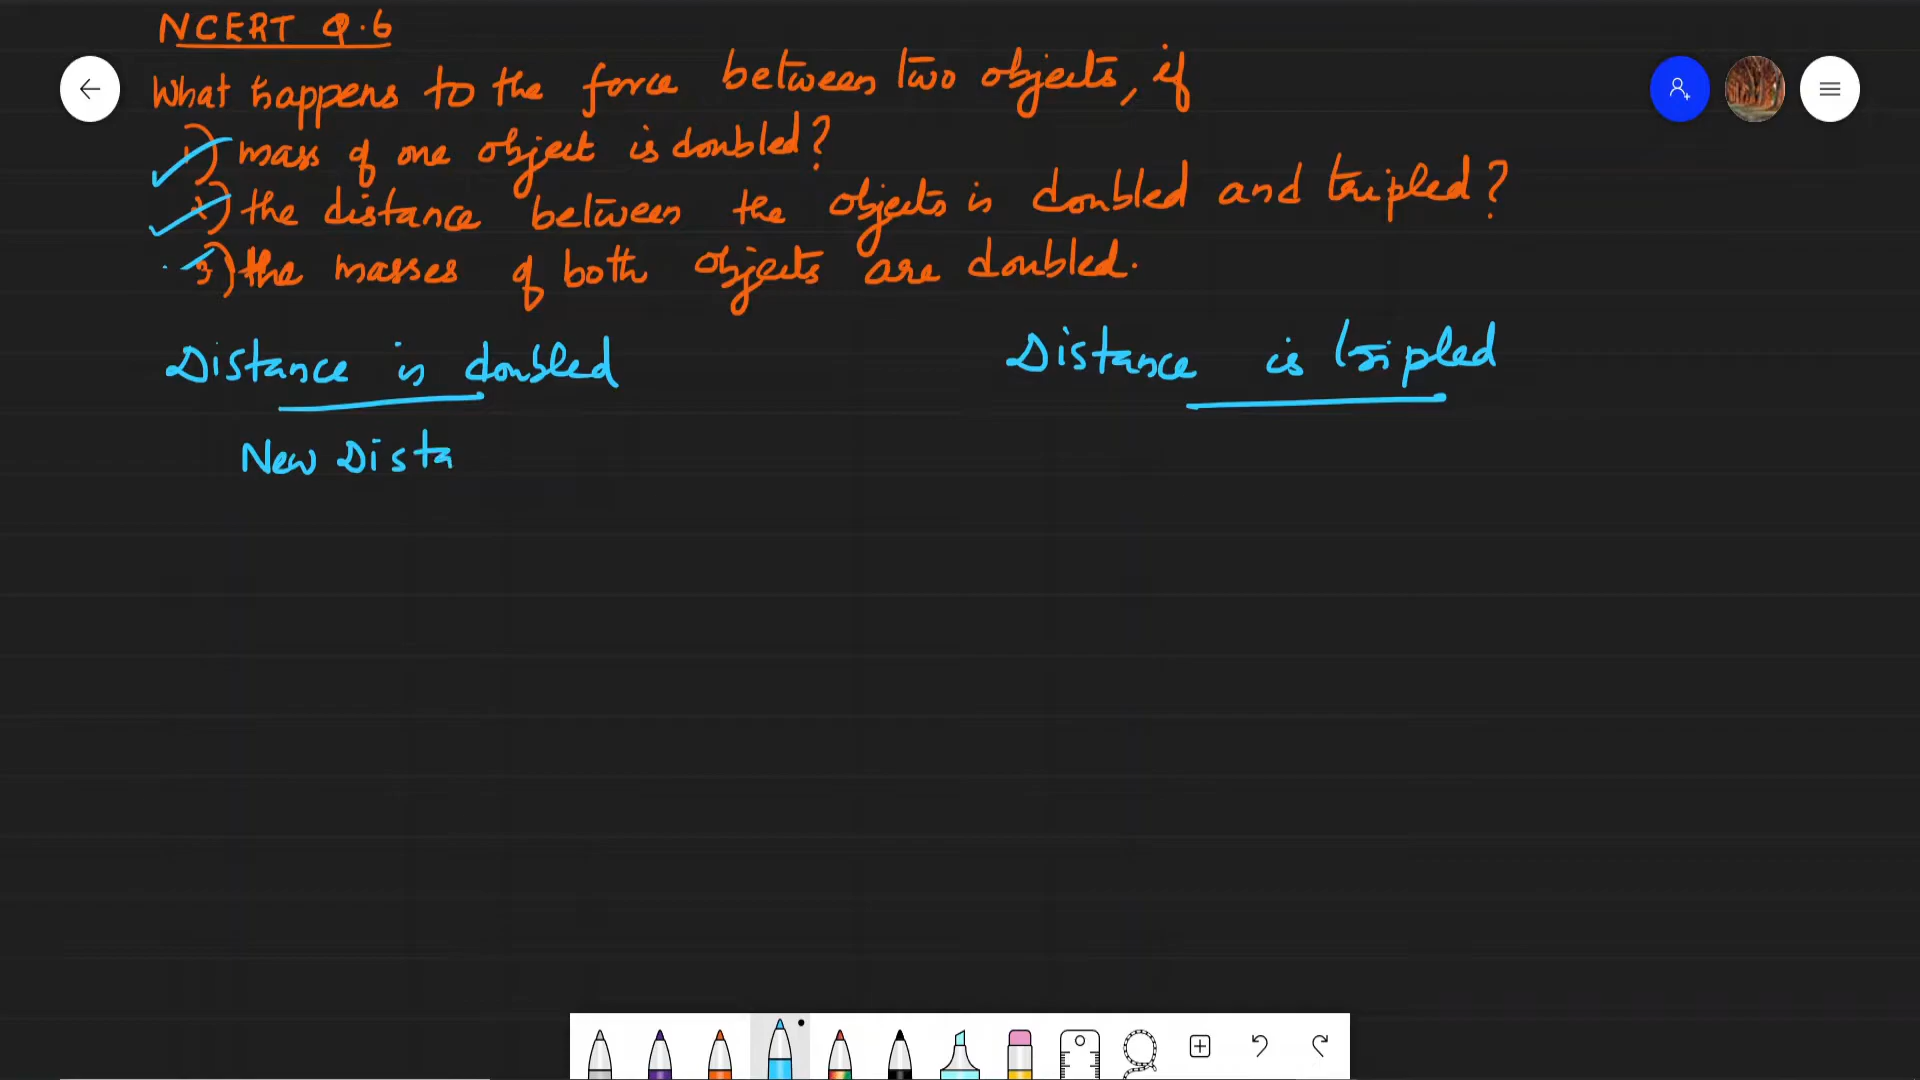 NCERT Q.6
What happens to the force between two objects, if
1) mass of one object is doubled?
2) the distance between the objects is doubled and tripled?
3) the masses of both objects are doubled.
Distance is doubled
Distance is tripled
New Dista